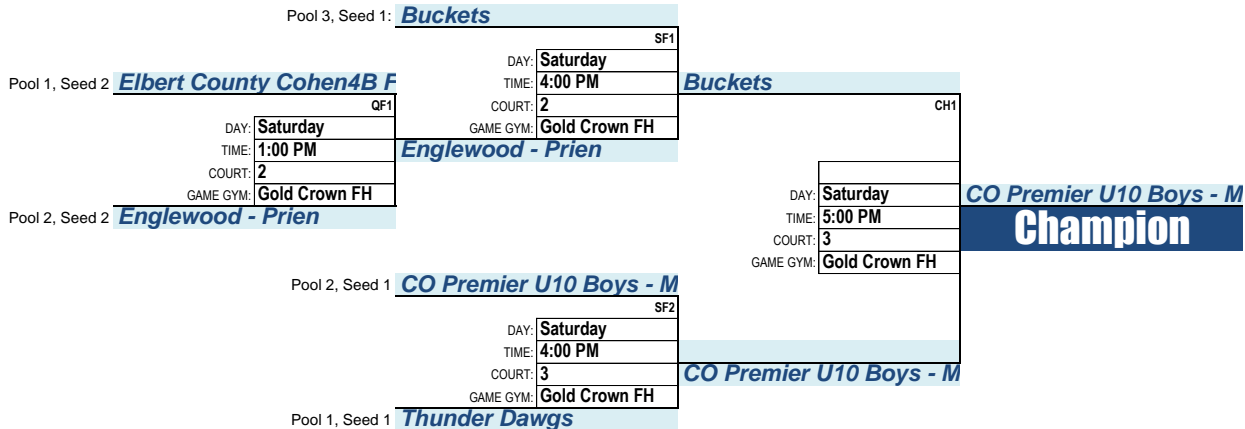 Pool 3, Seed 1: Buckets
SF1
DAY: Saturday
Pool 1, Seed 2 Elbert County Cohen4B F
TIME: 4:00 PM
Buckets
QF1
COURT: 2
CH1
DAY: Saturday
GAME GYM: Gold Crown FH
TIME: 1:00 PM
Englewood - Prien
COURT: 2
GAME GYM: Gold Crown FH
DAY: Saturday
CO Premier U10 Boys - M
Pool 2, Seed 2 Englewood - Prien
TIME: 5:00 PM
Champion
COURT: 3
GAME GYM: Gold Crown FH
Pool 2, Seed 1 CO Premier U10 Boys - M
SF2
DAY: Saturday
TIME: 4:00 PM
COURT: 3
CO Premier U10 Boys - M
GAME GYM: Gold Crown FH
Pool 1, Seed 1 Thunder Dawgs